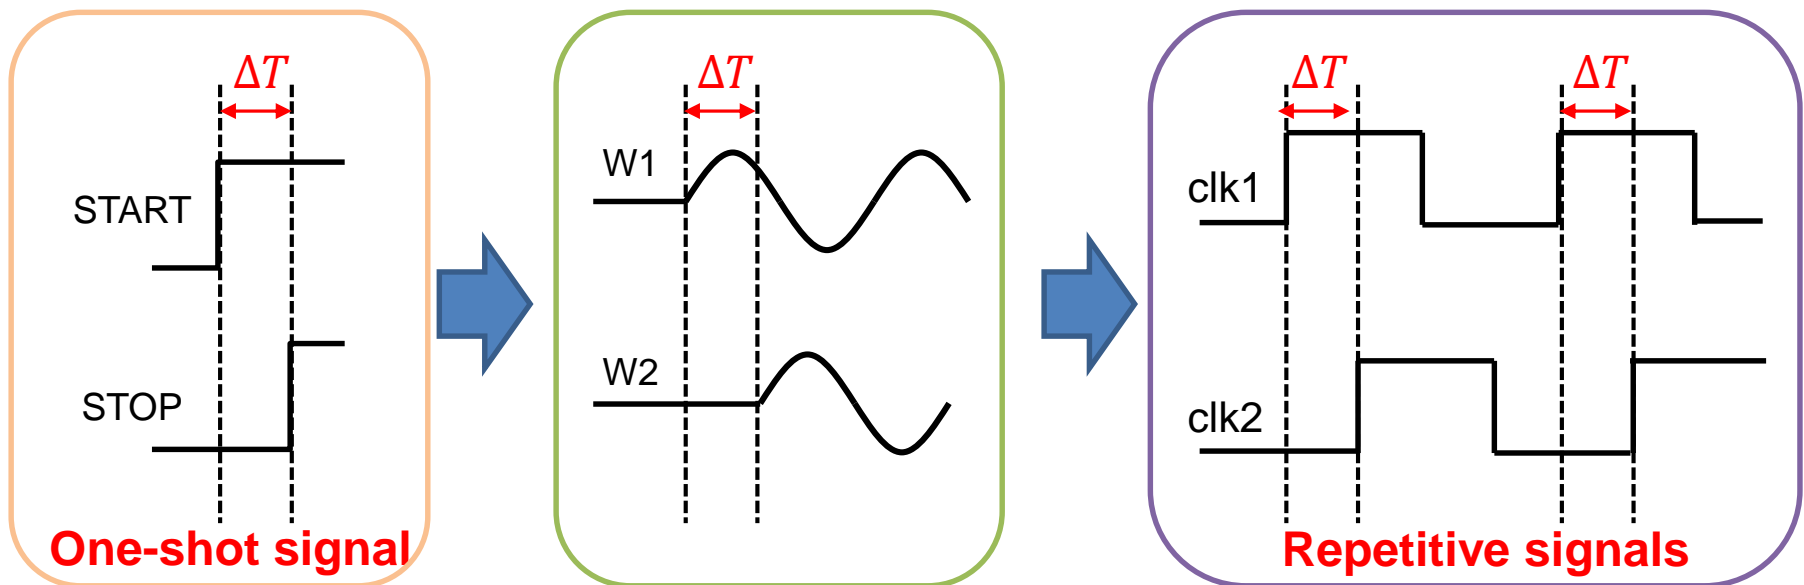 ΔT
START
STOP
One-shot signal
ΔT
W1
W2
ΔT
ΔT
clk1
clk2
Repetitive signals